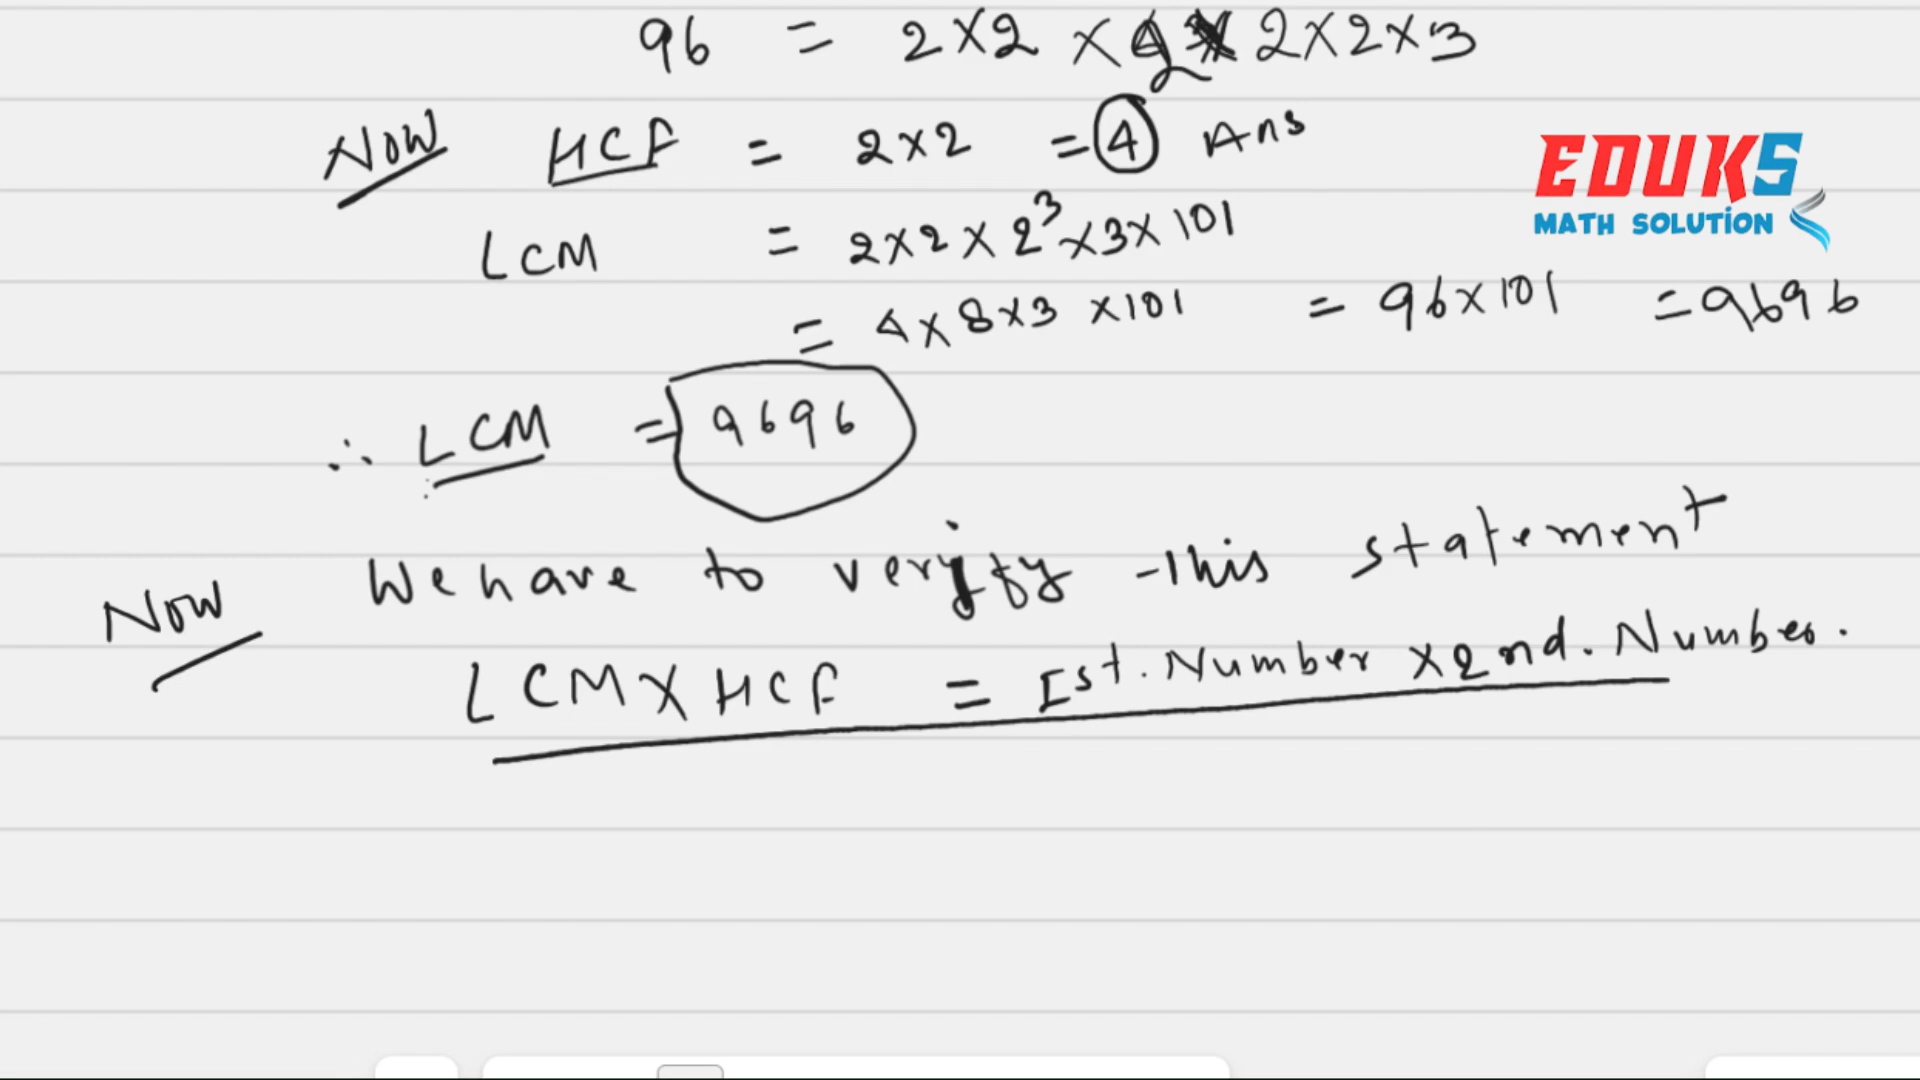 96 = 2×2 × 2 × 2×2×3
Now HCF = 2×2 = 4 Ans
EDUKS
MATH SOLUTION
LCM = 2×2×2³×3×101
= 4×8×3×101 = 96×101 = 9696
∴ LCM = 9696
Now We have to verify this statement
LCM×HCF = Ist. Number ×2nd. Number.